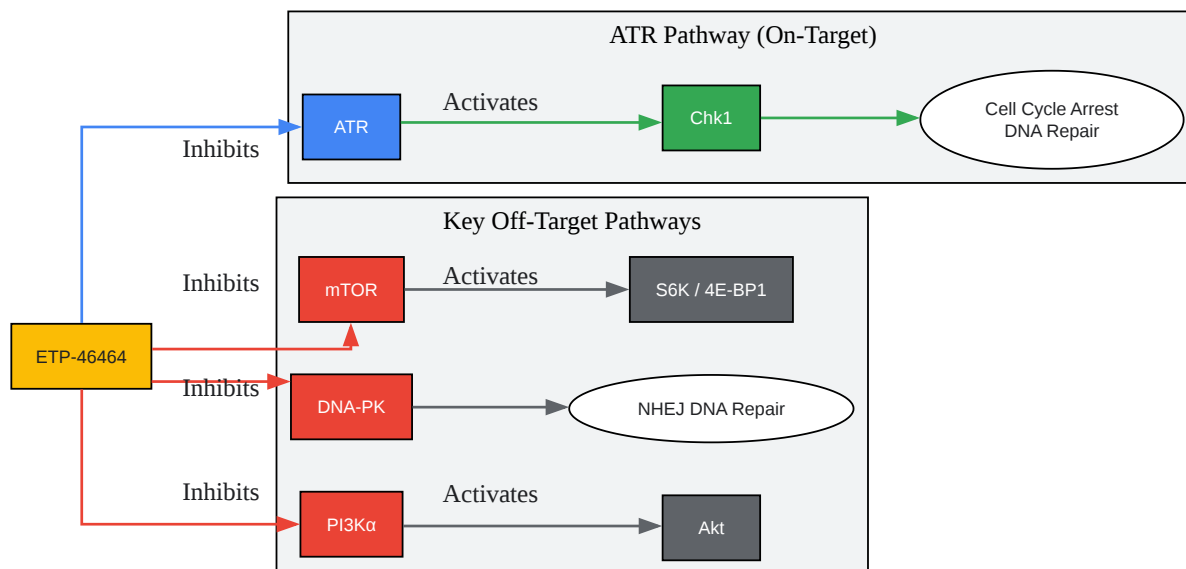 ATR Pathway (On-Target)
Inhibits
ATR
Activates
Chk1
Cell Cycle Arrest
DNA Repair
Key Off-Target Pathways
ETP-46464
Inhibits
mTOR
Activates
S6K / 4E-BP1
Inhibits
DNA-PK
NHEJ DNA Repair
Inhibits
PI3Kα
Activates
Akt